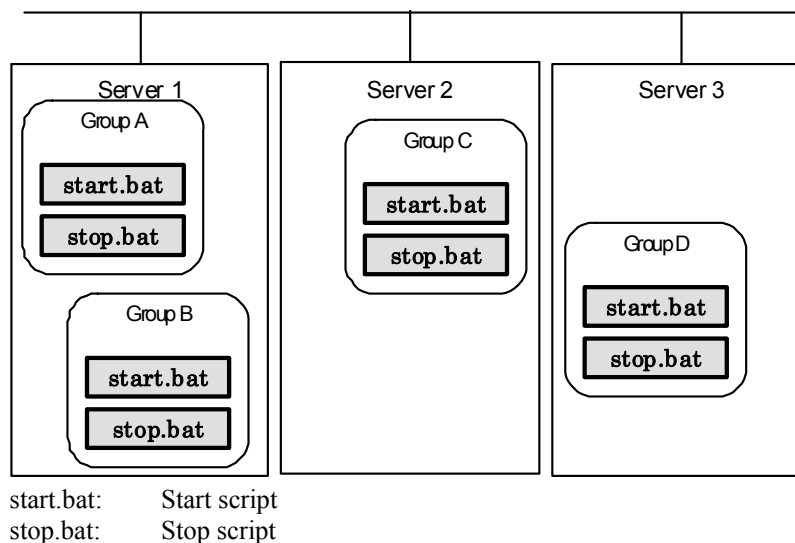 Server 1
Group A
start.bat
stop.bat
Group B
start.bat
stop.bat
Server 2
Group C
start.bat
stop.bat
Server 3
Group D
start.bat
stop.bat
start.bat: Start script
stop.bat: Stop script